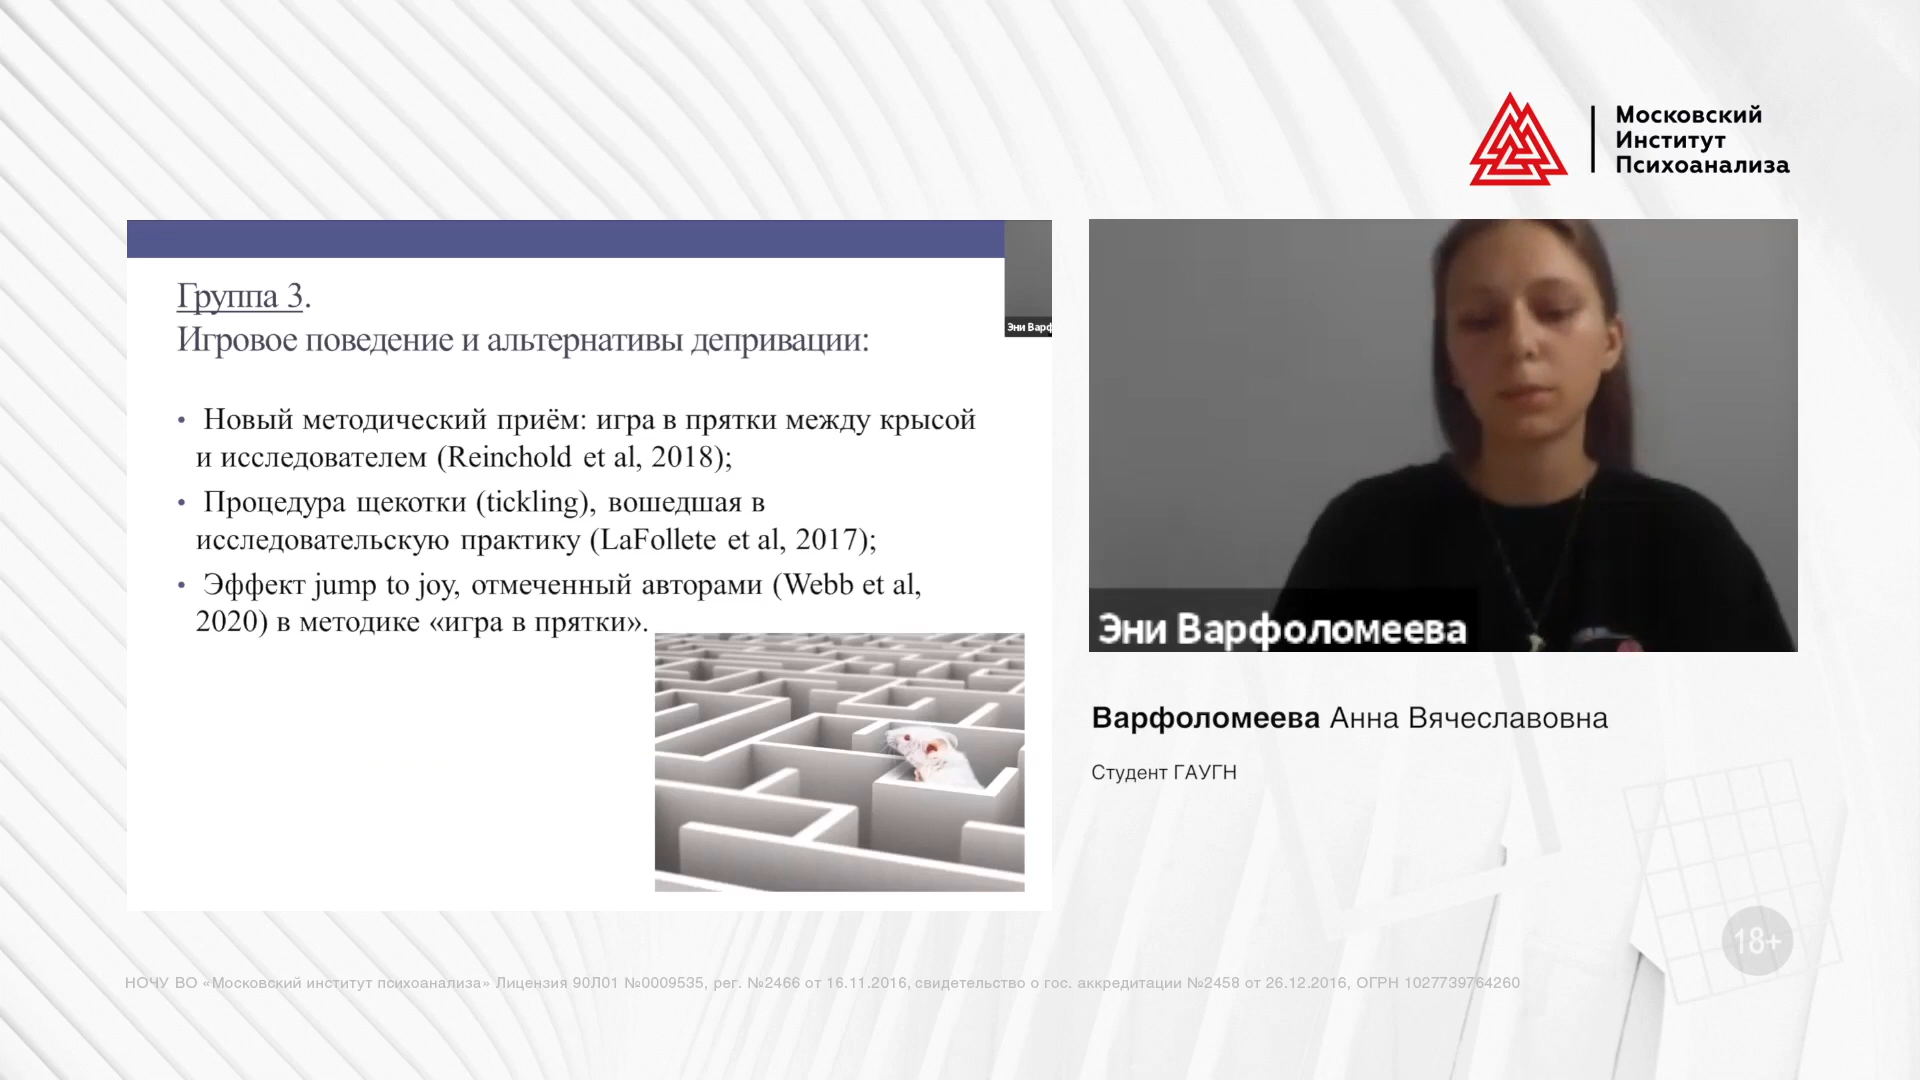 Московский
Институт
Психоанализа
Группа 3.
Игровое поведение и альтернативы депривации:
• Новый методический приём: игра в прятки между крысой
и исследователем (Reinchold et al, 2018);
• Процедура щекотки (tickling), вошедшая в
исследовательскую практику (LaFollete et al, 2017);
• Эффект jump to joy, отмеченный авторами (Webb et al,
2020) в методике «игра в прятки».
Эни Варф
Эни Варфоломеева
Варфоломеева Анна Вячеславовна
Студент ГАУГН
18+
НОЧУ ВО «Московский институт психоанализа» Лицензия 90Л01 №0009535, рег. №2466 от 16.11.2016, свидетельство о гос. аккредитации №2458 от 26.12.2016, ОГРН 1027739764260